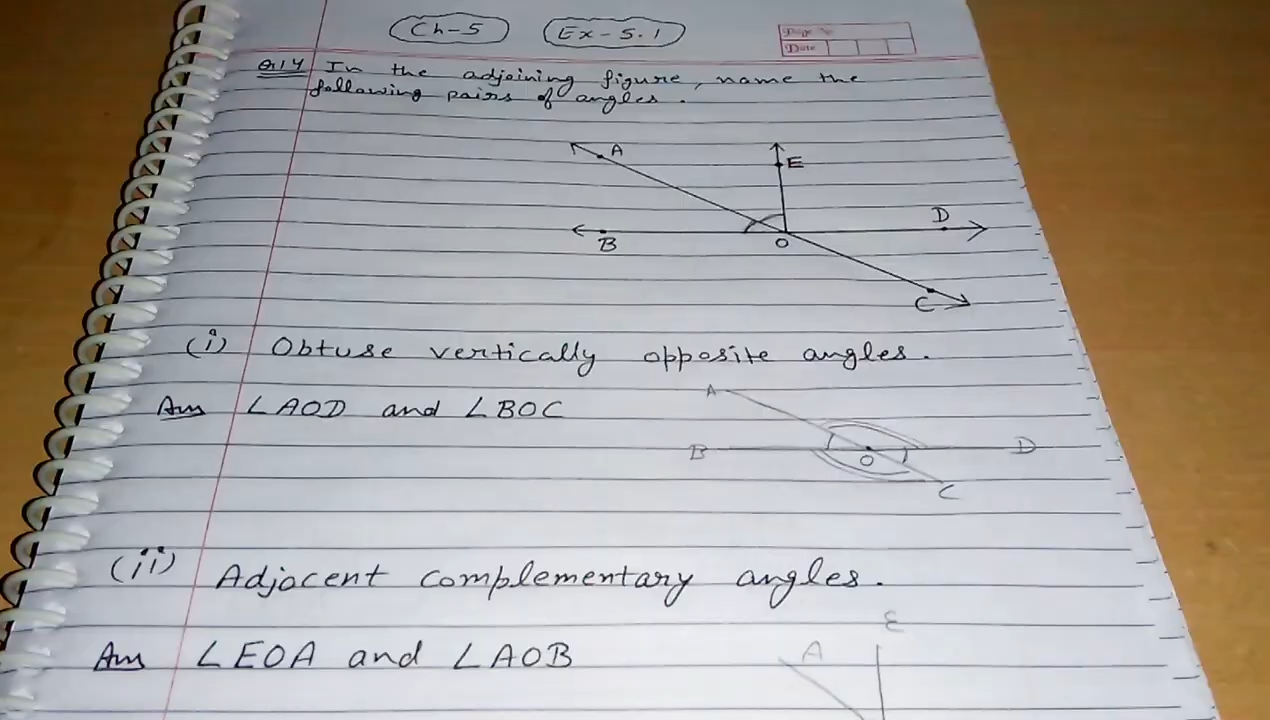 Ch-5 Ex-5.1
Page No
Date
Q.14 In the adjoining figure, name the
following pairs of angles.
A
E
D
B
O
C
(i) Obtuse vertically opposite angles.
A
Ans ∠AOD and ∠BOC
B
O
D
C
(ii) Adjacent complementary angles.
E
A
Ans ∠EOA and ∠AOB